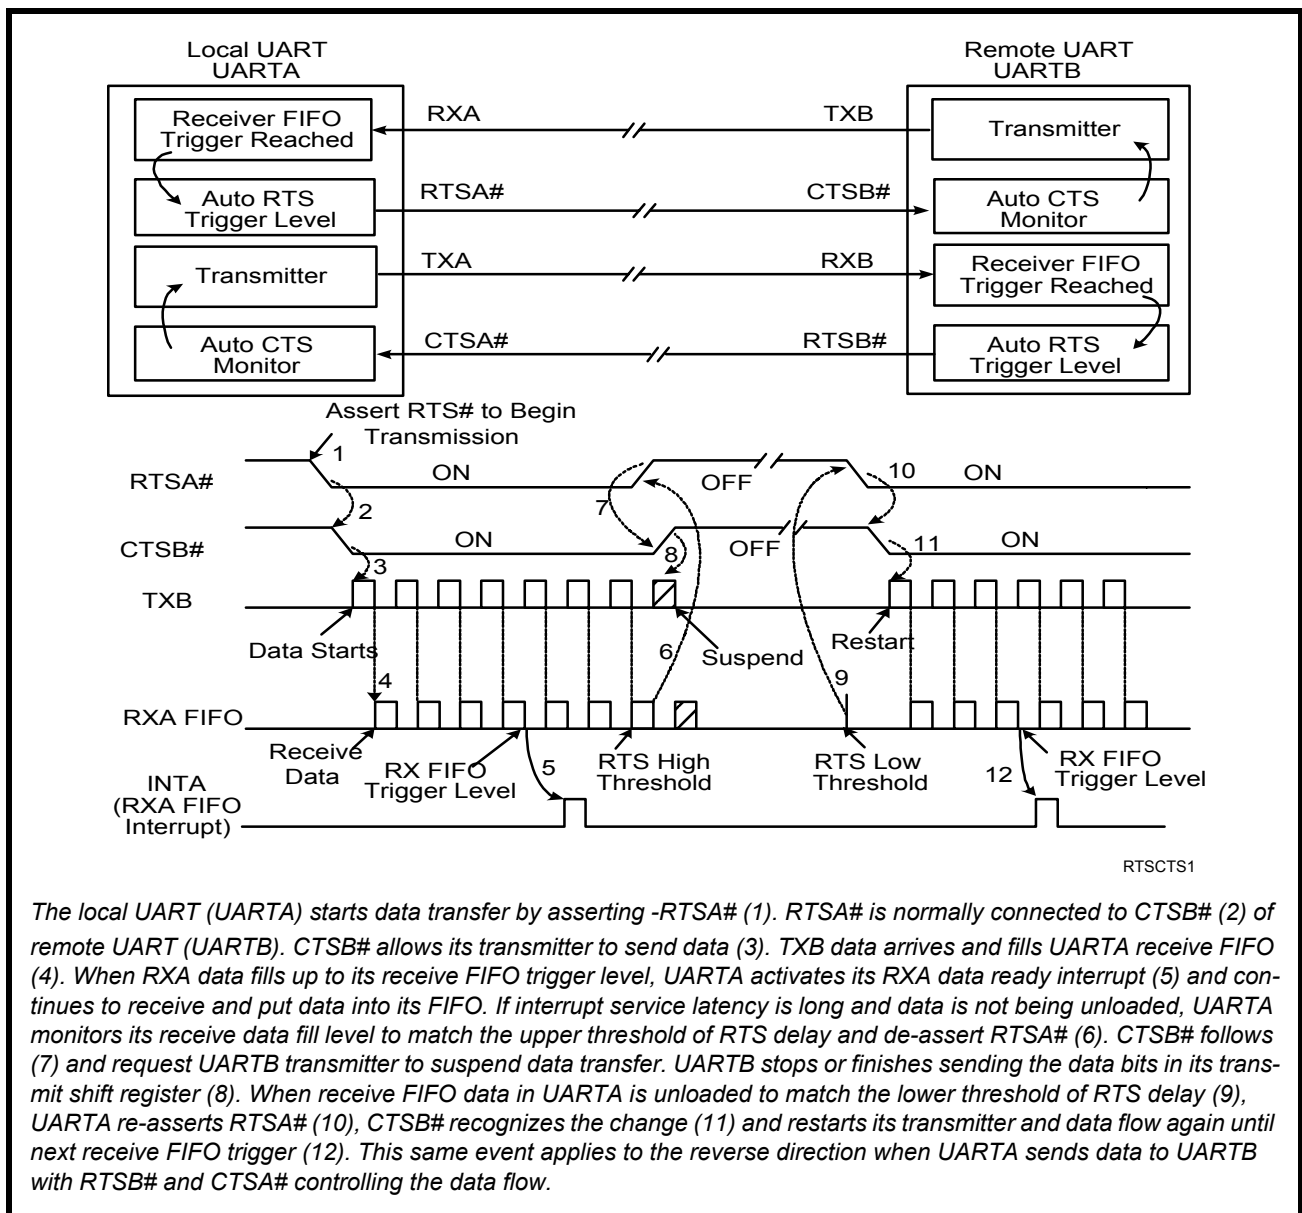 Local UART
UARTA
Remote UART
UARTB
Receiver FIFO
Trigger Reached
RXA
TXB
Transmitter
Auto RTS
Trigger Level
RTSA#
CTSB#
Auto CTS
Monitor
Transmitter
TXA
RXB
Receiver FIFO
Trigger Reached
Auto CTS
Monitor
CTSA#
RTSB#
Auto RTS
Trigger Level
Assert RTS# to Begin
Transmission
RTSA#
1
ON
7
OFF
10
ON
2
CTSB#
ON
8
OFF
11
ON
3
TXB
Data Starts
6
Suspend
Restart
4
9
RXA FIFO
Receive
Data
RX FIFO
Trigger Level
5
RTS High
Threshold
RTS Low
Threshold
12
RX FIFO
Trigger Level
INTA
(RXA FIFO
Interrupt)
RTSCTS1
The local UART (UARTA) starts data transfer by asserting -RTSA# (1). RTSA# is normally connected to CTSB# (2) of
remote UART (UARTB). CTSB# allows its transmitter to send data (3). TXB data arrives and fills UARTA receive FIFO
(4). When RXA data fills up to its receive FIFO trigger level, UARTA activates its RXA data ready interrupt (5) and con-
tinues to receive and put data into its FIFO. If interrupt service latency is long and data is not being unloaded, UARTA
monitors its receive data fill level to match the upper threshold of RTS delay and de-assert RTSA# (6). CTSB# follows
(7) and request UARTB transmitter to suspend data transfer. UARTB stops or finishes sending the data bits in its trans-
mit shift register (8). When receive FIFO data in UARTA is unloaded to match the lower threshold of RTS delay (9),
UARTA re-asserts RTSA# (10), CTSB# recognizes the change (11) and restarts its transmitter and data flow again until
next receive FIFO trigger (12). This same event applies to the reverse direction when UARTA sends data to UARTB
with RTSB# and CTSA# controlling the data flow.